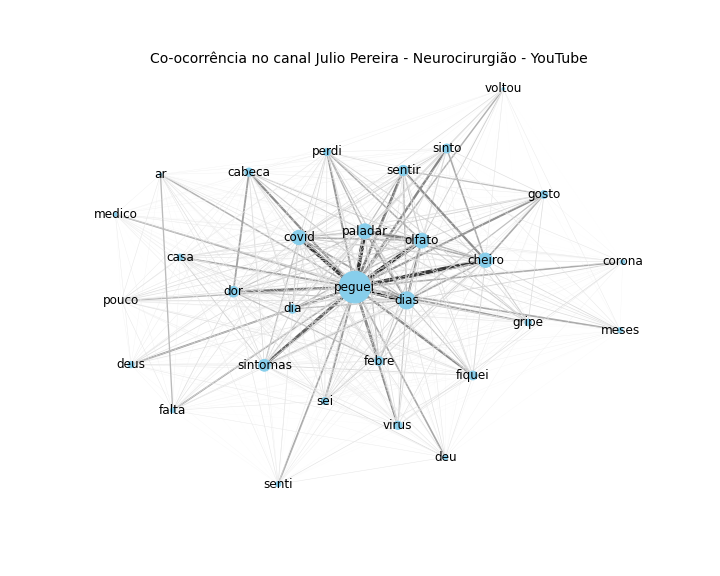 Co-ocorrência no canal Julio Pereira - Neurocirurgião - YouTube
voltou
perdi
sinto
ar
cabeca
sentir
gosto
medico
covid
paladar
olfato
casa
cheiro
corona
pouco
dor
dia
peguei
dias
gripe
meses
deus
sintomas
febre
fiquei
falta
sei
virus
deu
senti